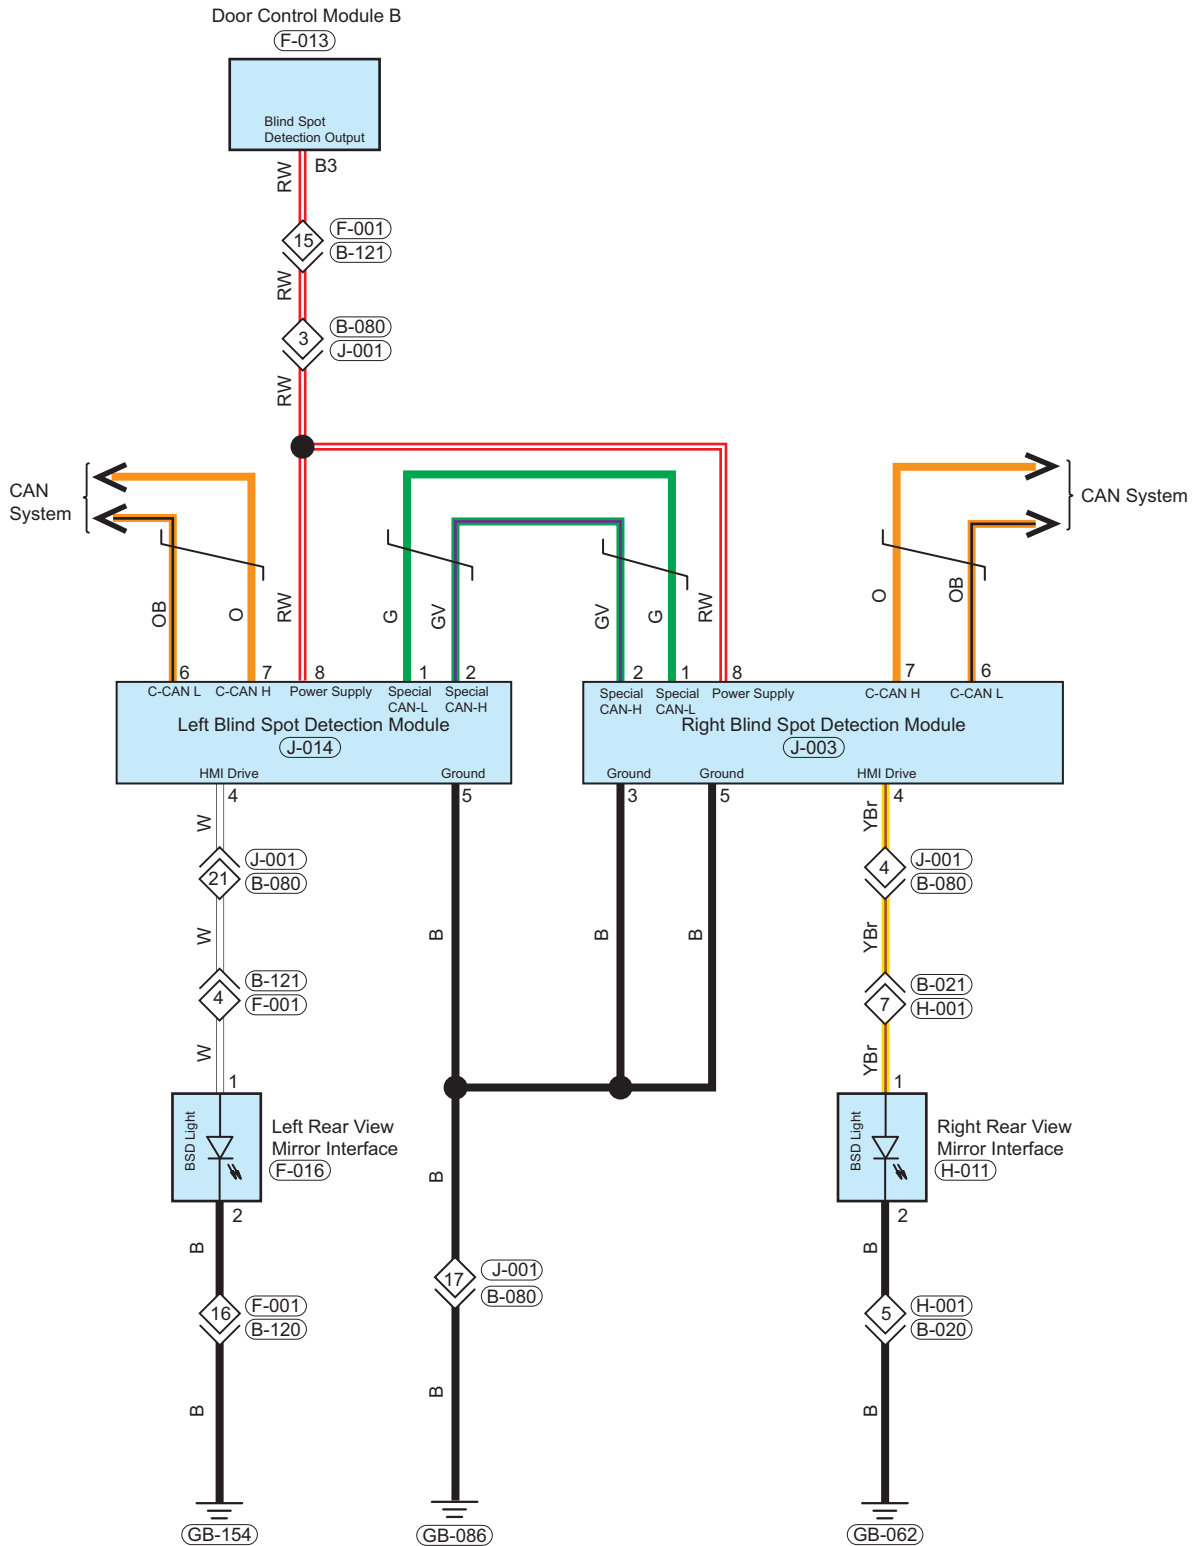 Door Control Module B
F-013
Blind Spot
Detection Output
B3
RW
15
F-001
B-121
RW
3
B-080
J-001
RW
CAN
System
CAN System
OB
O
RW
G
GV
GV
G
RW
O
OB
6
7
8
1
2
2
1
8
7
6
C-CAN L
C-CAN H
Power Supply
Special
CAN-L
Special
CAN-H
Special
CAN-H
Special
CAN-L
Power Supply
C-CAN H
C-CAN L
Left Blind Spot Detection Module
J-014
Right Blind Spot Detection Module
J-003
HMI Drive
Ground
Ground
Ground
HMI Drive
4
5
3
5
4
W
YBr
21
J-001
B-080
4
J-001
B-080
W
B
B
B
YBr
4
B-121
F-001
7
B-021
H-001
W
YBr
1
1
BSD Light
Left Rear View
Mirror Interface
F-016
BSD Light
Right Rear View
Mirror Interface
H-011
2
B
2
B
B
17
J-001
B-080
16
F-001
B-120
5
H-001
B-020
B
B
B
GB-154
GB-086
GB-062